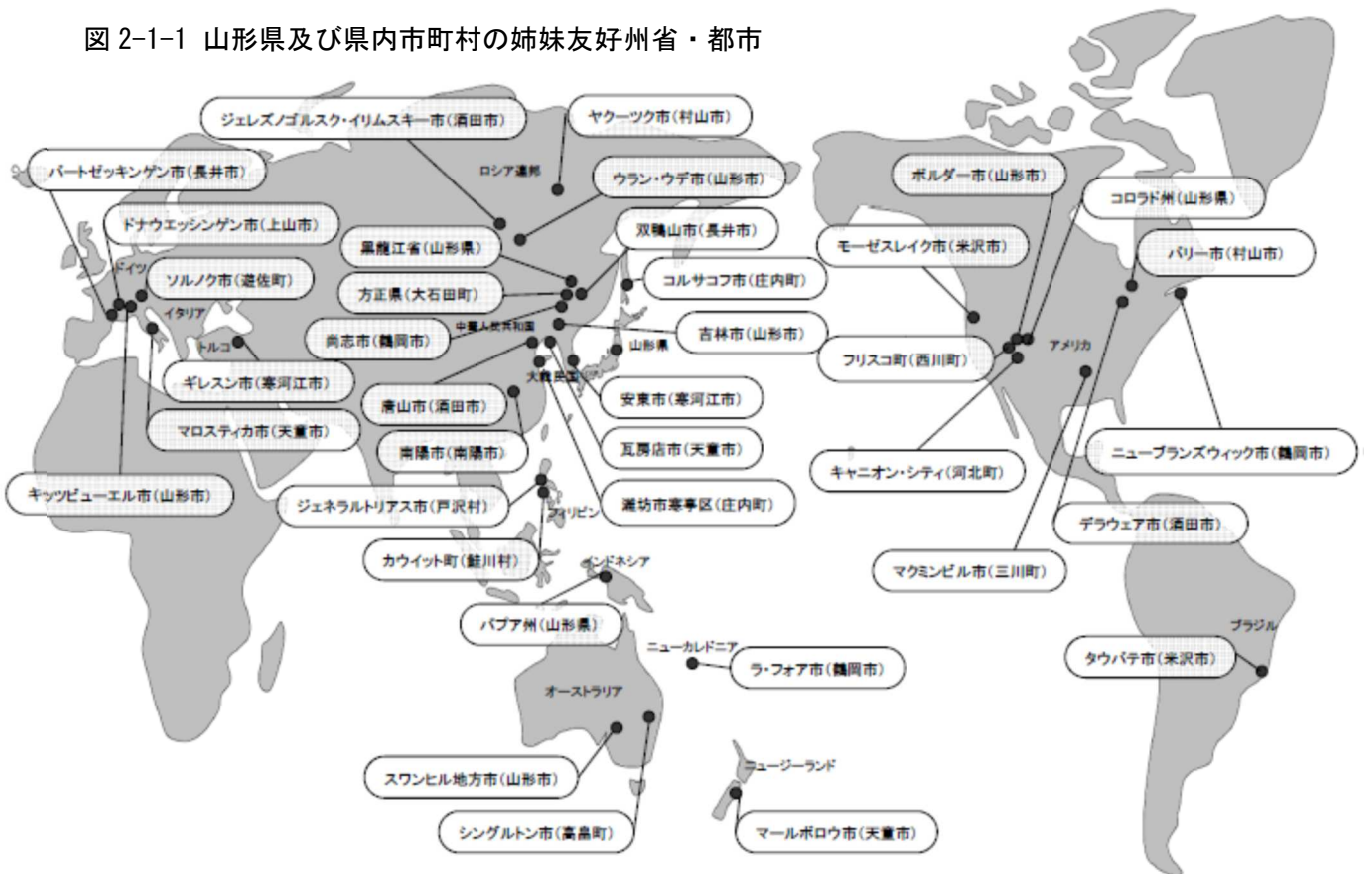 図 2-1-1 山形県及び県内市町村の姉妹友好州省・都市
ジェレズノゴルスク・イリムスキー市(酒田市)
ヤクーツク市(村山市)
ロシア連邦
ウラン・ウデ市(山形市)
バートゼッキンゲン市(長井市)
ドナウエッシンゲン市(上山市)
ドイツ
ソルノク市(遊佐町)
イタリア
トルコ
ギレスン市(寒河江市)
マロスティカ市(天童市)
キッツビューエル市(山形市)
双鴨山市(長井市)
黒龍江省(山形県)
方正県(大石田町)
コルサコフ市(庄内町)
中華人民共和国
尚志市(鶴岡市)
吉林市(山形市)
山形県
大韓民国
唐山市(酒田市)
安東市(寒河江市)
南陽市(南陽市)
瓦房店市(天童市)
ジェネラルトリアス市(戸沢村)
濰坊市寒亭区(庄内町)
フィリピン
カウイット町(鮭川村)
インドネシア
パプア州(山形県)
ニューカレドニア
ラ・フォア市(鶴岡市)
オーストラリア
スワンヒル地方市(山形市)
シングルトン市(高畠町)
ニュージーランド
マールボロウ市(天童市)
ボルダー市(山形市)
コロラド州(山形県)
モーゼスレイク市(米沢市)
バリー市(村山市)
フリスコ町(西川町)
アメリカ
キャニオン・シティ(河北町)
ニューブランズウィック市(鶴岡市)
デラウェア市(酒田市)
マクミンビル市(三川町)
ブラジル
タウバテ市(米沢市)